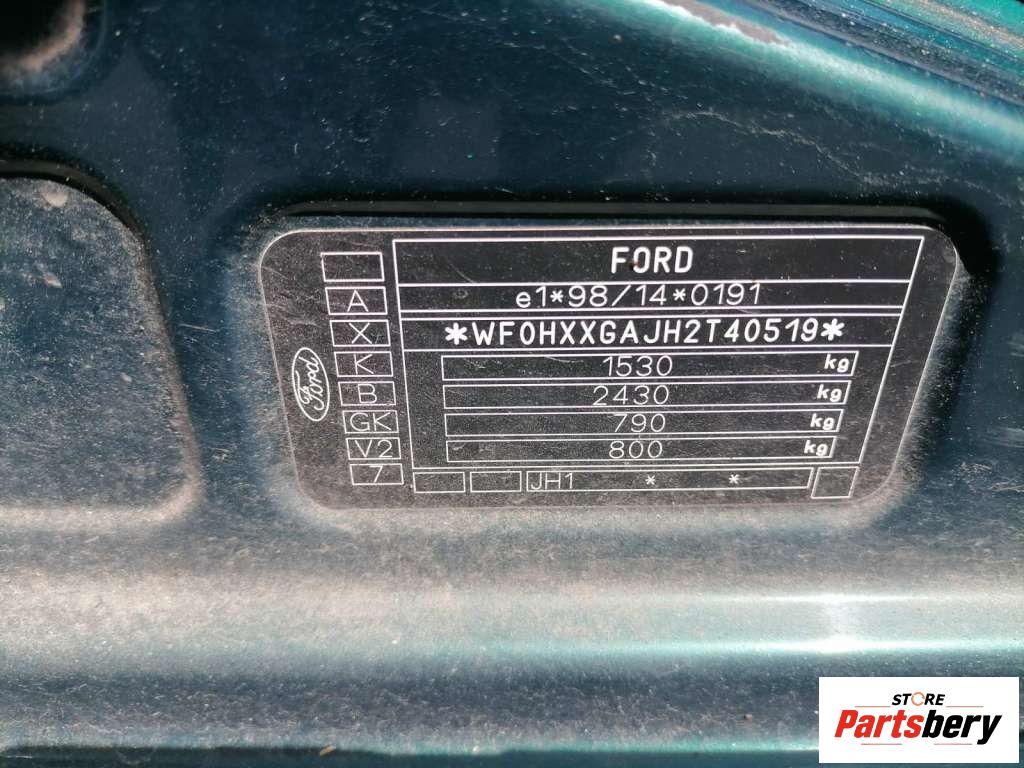 FORD
A e1*98/14*0191
X *WF0HXXGAJH2T40519*
K 1530 kg
B 2430 kg
GK 790 kg
V2 800 kg
7 JH1 * *
Ford
STORE
Partsbery